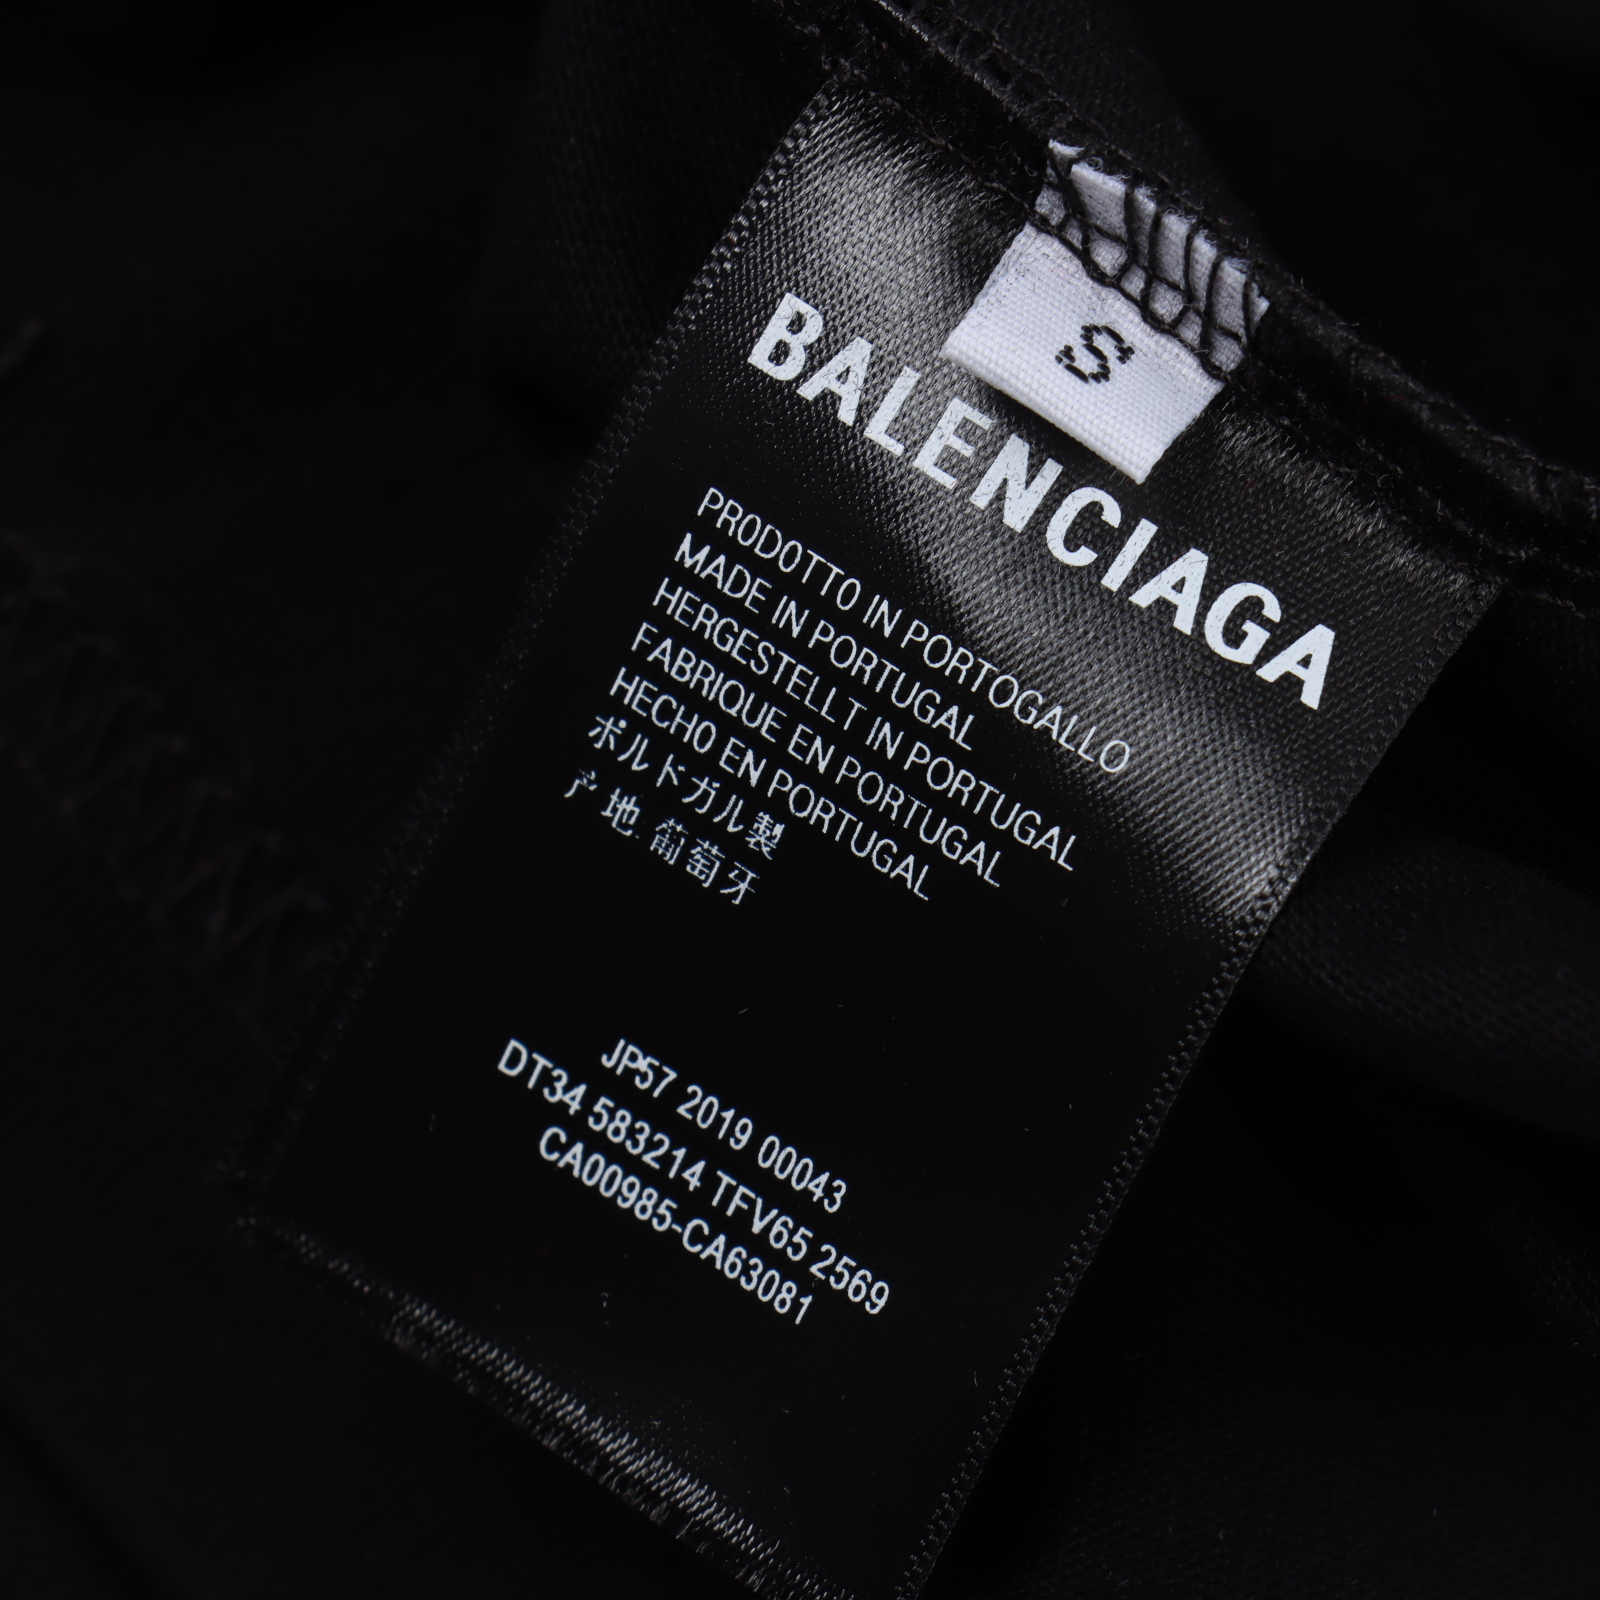 S
BALENCIAGA
PRODOTTO IN PORTOGALLO
MADE IN PORTUGAL
HERGESTELLT IN PORTUGAL
FABRIQUE EN PORTUGAL
HECHO EN PORTUGAL
ポルドガル製
产地.葡萄牙
JP57 2019 00043
DT34 583214 TFV65 2569
CA00985-CA63081